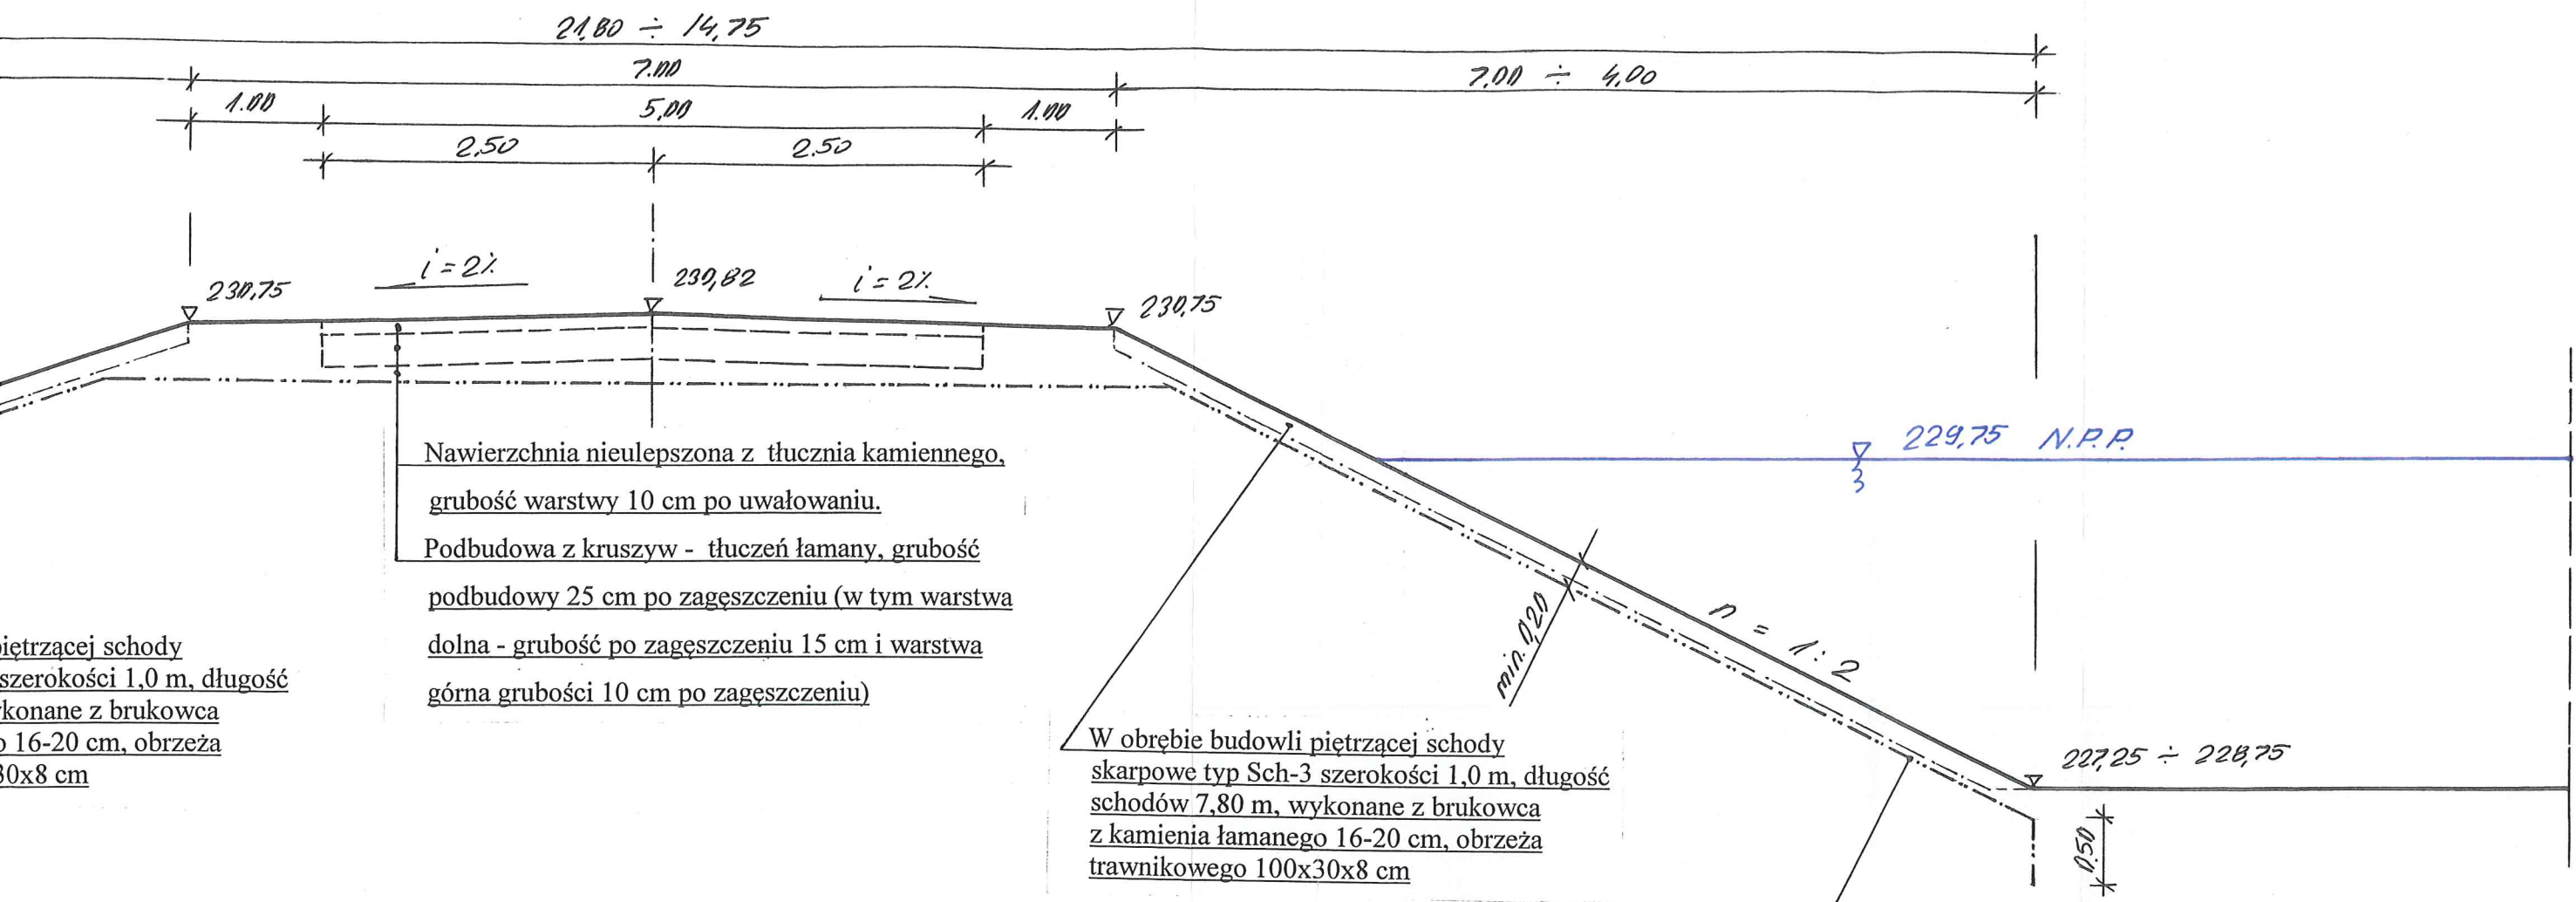 21,80 ÷ 14,75
7.00
7,00 ÷ 4,00
1.00
5,00
1.00
2,50
2.50
i = 2%
i = 2%
230,75
230,82
230,75
229,75 N.P.P.
Nawierzchnia nieulepszona z tłucznia kamiennego,
grubość warstwy 10 cm po uwałowaniu.
Podbudowa z kruszyw - tłuczeń łamany, grubość
podbudowy 25 cm po zagęszczeniu (w tym warstwa
dolna - grubość po zagęszczeniu 15 cm i warstwa
górna grubości 10 cm po zagęszczeniu)
min. 0,20
n = 1:2
piętrzącej schody
szerokości 1,0 m, długość
ykonane z brukowca
o 16-20 cm, obrzeża
30x8 cm
W obrębie budowli piętrzącej schody
skarpowe typ Sch-3 szerokości 1,0 m, długość
schodów 7,80 m, wykonane z brukowca
z kamienia łamanego 16-20 cm, obrzeża
trawnikowego 100x30x8 cm
227,25 ÷ 228,75
0,50